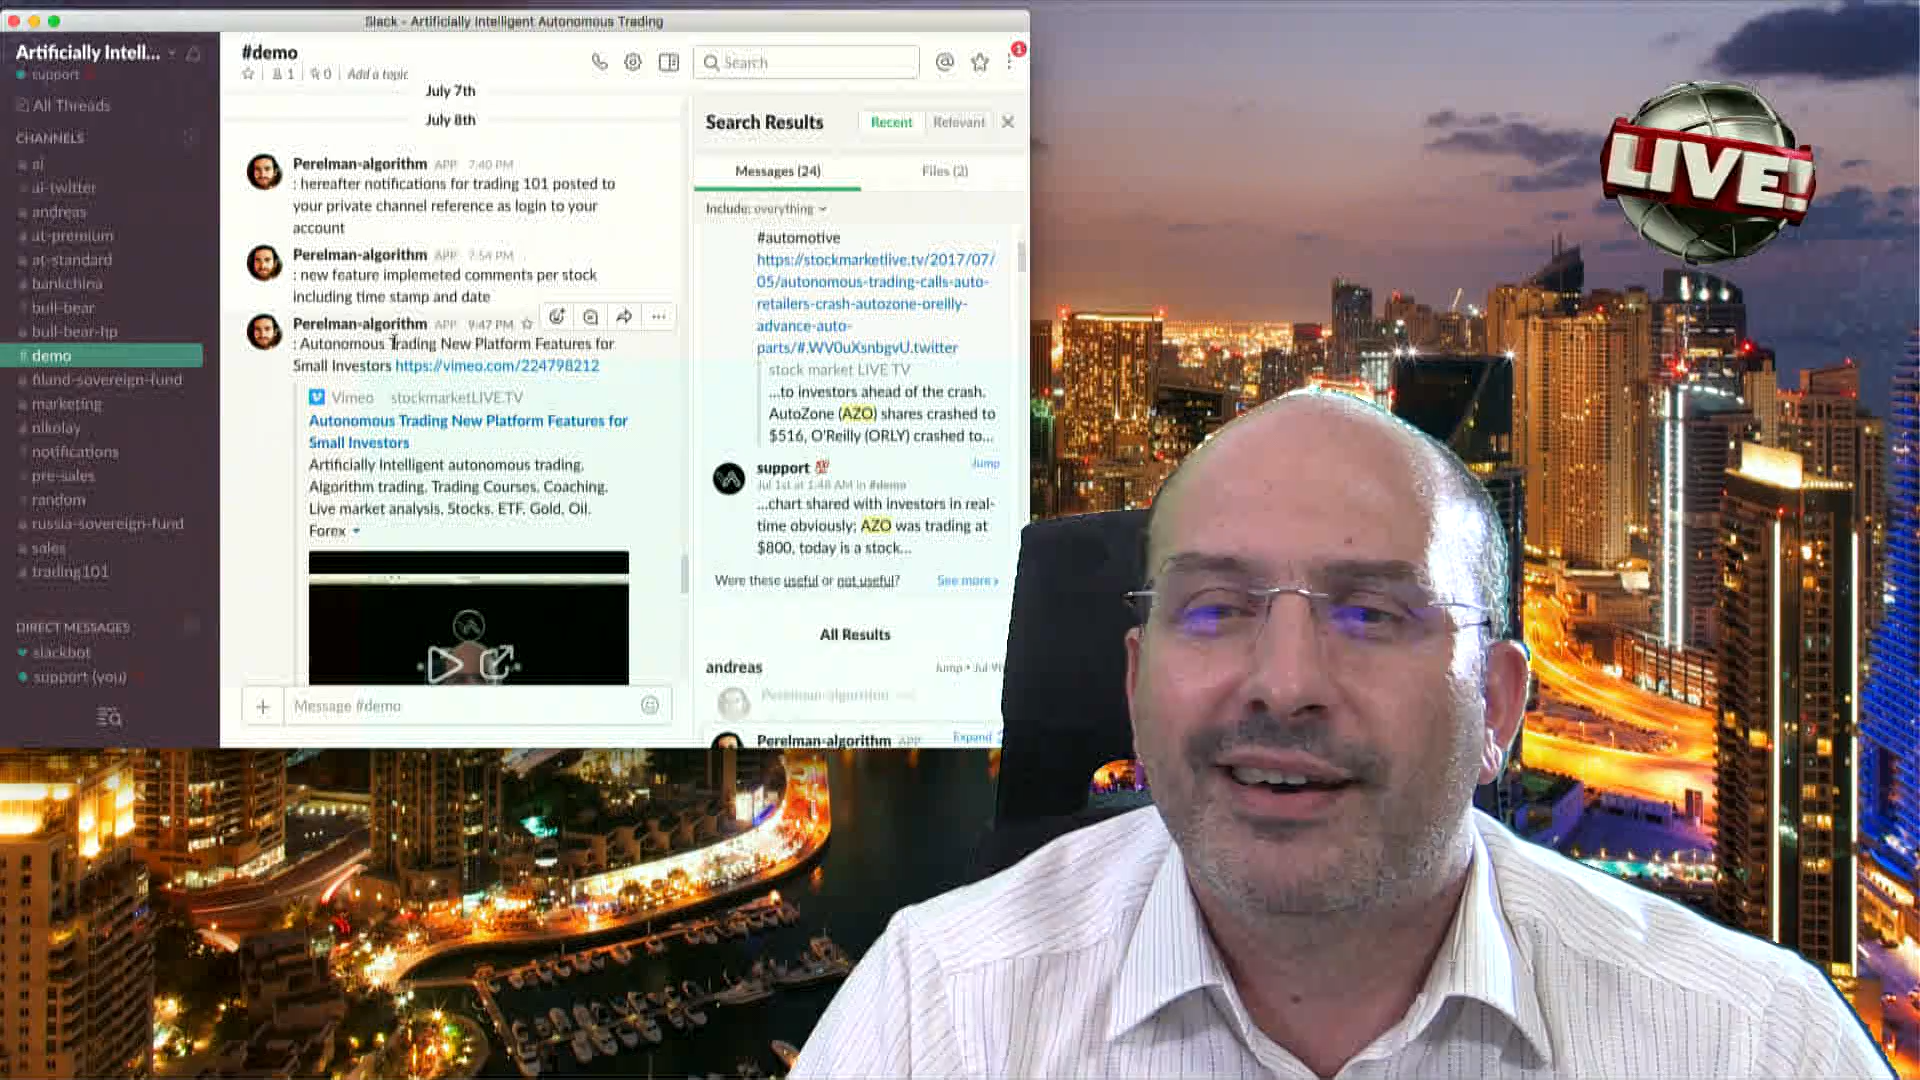 Slack - Artificially Intelligent Autonomous Trading
Artificially Intell...
support
All Threads
CHANNELS
ai
ai-twitter
andreas
at-premium
at-standard
bankchina
bull-bear
bull-bear-hp
# demo
filand-sovereign-fund
marketing
nikolay
notifications
pre-sales
random
russia-sovereign-fund
sales
trading101
DIRECT MESSAGES
slackbot
support (you)
#demo
1 | 0 | Add a topic
Search
1
July 7th
July 8th
Perelman-algorithm APP 7:40 PM
: hereafter notifications for trading 101 posted to
your private channel reference as login to your
account
Perelman-algorithm APP 7:54 PM
: new feature implemeted comments per stock
including time stamp and date
Perelman-algorithm APP 9:47 PM
: Autonomous Trading New Platform Features for
Small Investors https://vimeo.com/224798212
Vimeo stockmarketLIVE.TV
Autonomous Trading New Platform Features for
Small Investors
Artificially Intelligent autonomous trading,
Algorithm trading, Trading Courses, Coaching,
Live market analysis, Stocks, ETF, Gold, Oil,
Forex
Message #demo
Search Results Recent Relevant
Messages (24) Files (2)
Include: everything
#automotive
https://stockmarketlive.tv/2017/07/
05/autonomous-trading-calls-auto-
retailers-crash-autozone-oreilly-
advance-auto-
parts/#.WV0uXsnbgvU.twitter
stock market LIVE TV
...to investors ahead of the crash.
AutoZone (AZO) shares crashed to
$516, O'Reilly (ORLY) crashed to...
support 💯 Jump
Jul 1st at 1:48 AM in #demo
...chart shared with investors in real-
time obviously; AZO was trading at
$800, today is a stock...
Were these useful or not useful? See more ›
All Results
andreas Jump • Jul 9
Perelman-algorithm
Perelman-algorithm APP Expand
LIVE!